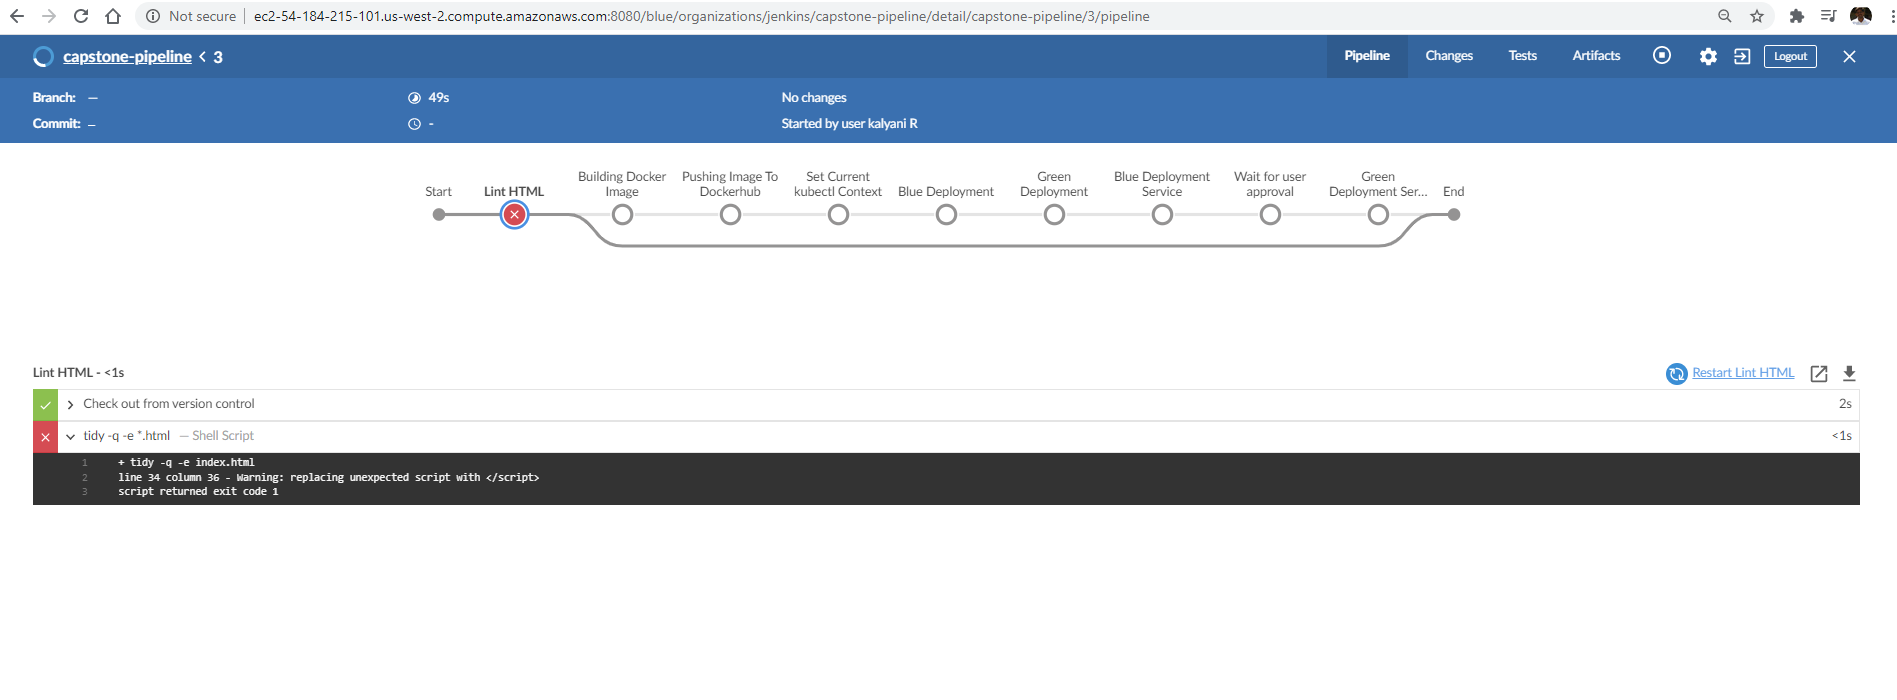 Not secure
ec2-54-184-215-101.us-west-2.compute.amazonaws.com:8080/blue/organizations/jenkins/capstone-pipeline/detail/capstone-pipeline/3/pipeline
capstone-pipeline < 3
Pipeline
Changes
Tests
Artifacts
Logout
Branch: —
49s
No changes
Commit: –
-
Started by user kalyani R
Start
Lint HTML
Building Docker
Image
Pushing Image To
Dockerhub
Set Current
kubectl Context
Blue Deployment
Green
Deployment
Blue Deployment
Service
Wait for user
approval
Green
Deployment Ser...
End
Lint HTML - <1s
Restart Lint HTML
Check out from version control
2s
tidy -q -e *.html — Shell Script
<1s
1 + tidy -q -e index.html
2 line 34 column 36 - Warning: replacing unexpected script with </script>
3 script returned exit code 1